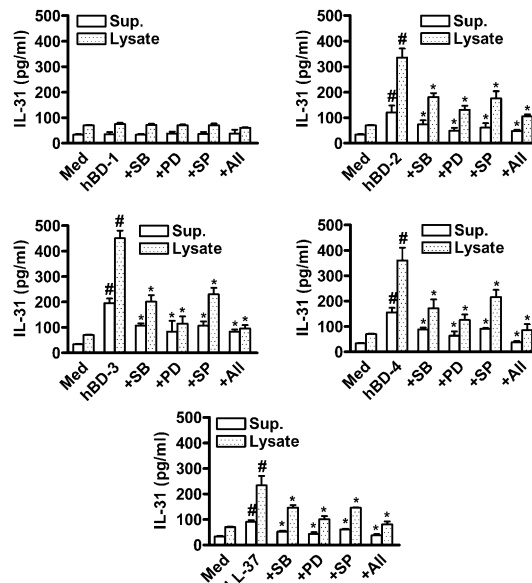 500
400
300
200
100
0
IL-31 (pg/ml)
Sup.
Lysate
Med
hBD-1
+SB
+PD
+SP
+All
500
400
300
200
100
0
IL-31 (pg/ml)
Sup.
Lysate
# #
* * * * * * * *
Med
hBD-2
+SB
+PD
+SP
+All
500
400
300
200
100
0
IL-31 (pg/ml)
Sup.
Lysate
# #
* * * * * * * *
Med
hBD-3
+SB
+PD
+SP
+All
500
400
300
200
100
0
IL-31 (pg/ml)
Sup.
Lysate
# #
* * * * * * * *
Med
hBD-4
+SB
+PD
+SP
+All
500
400
300
200
100
0
IL-31 (pg/ml)
Sup.
Lysate
# #
* * * * * * * *
Med
LL-37
+SB
+PD
+SP
+All